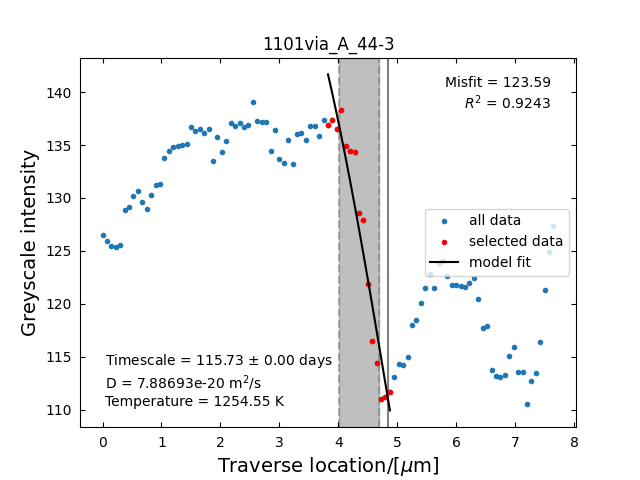 1101via_A_44-3
Misfit = 123.59
R² = 0.9243
Greyscale intensity
140
135
130
125
120
115
110
all data
selected data
model fit
Timescale = 115.73 ± 0.00 days
D = 7.88693e-20 m²/s
Temperature = 1254.55 K
0 1 2 3 4 5 6 7 8
Traverse location/[μm]